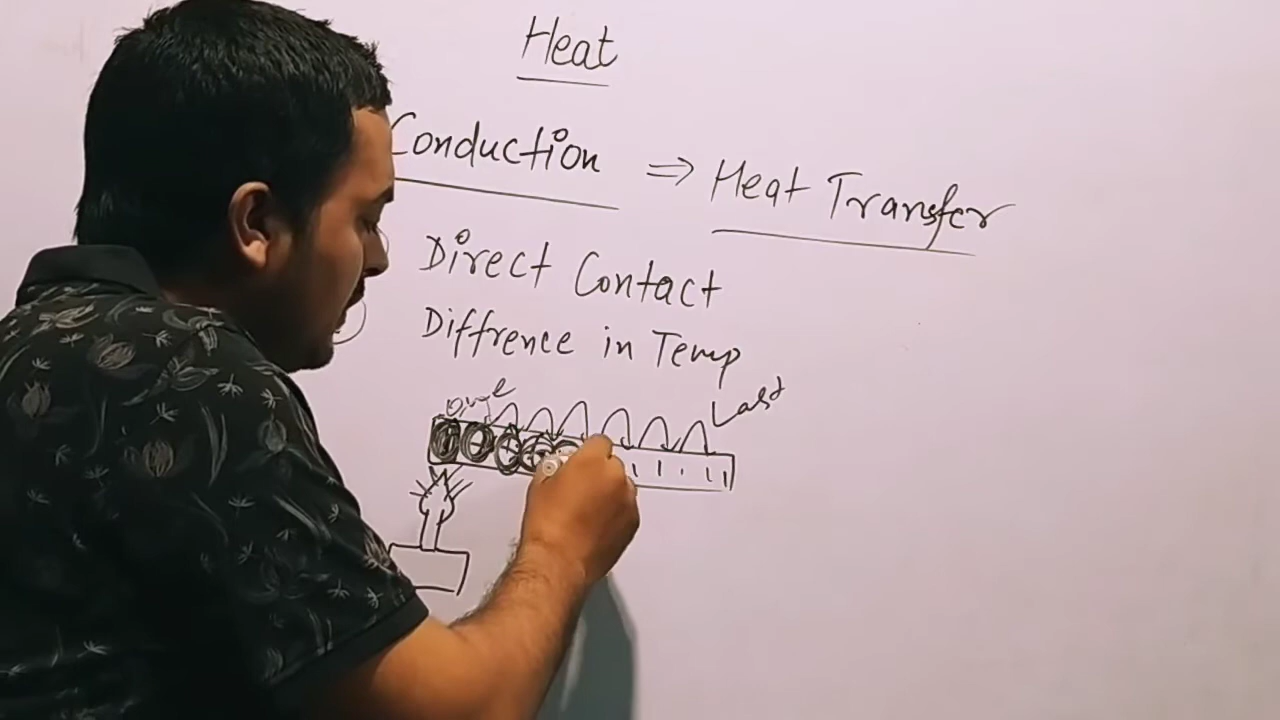 Heat
Conduction ⇒ Heat Transfer
Direct Contact
Diffrence in Temp
Last